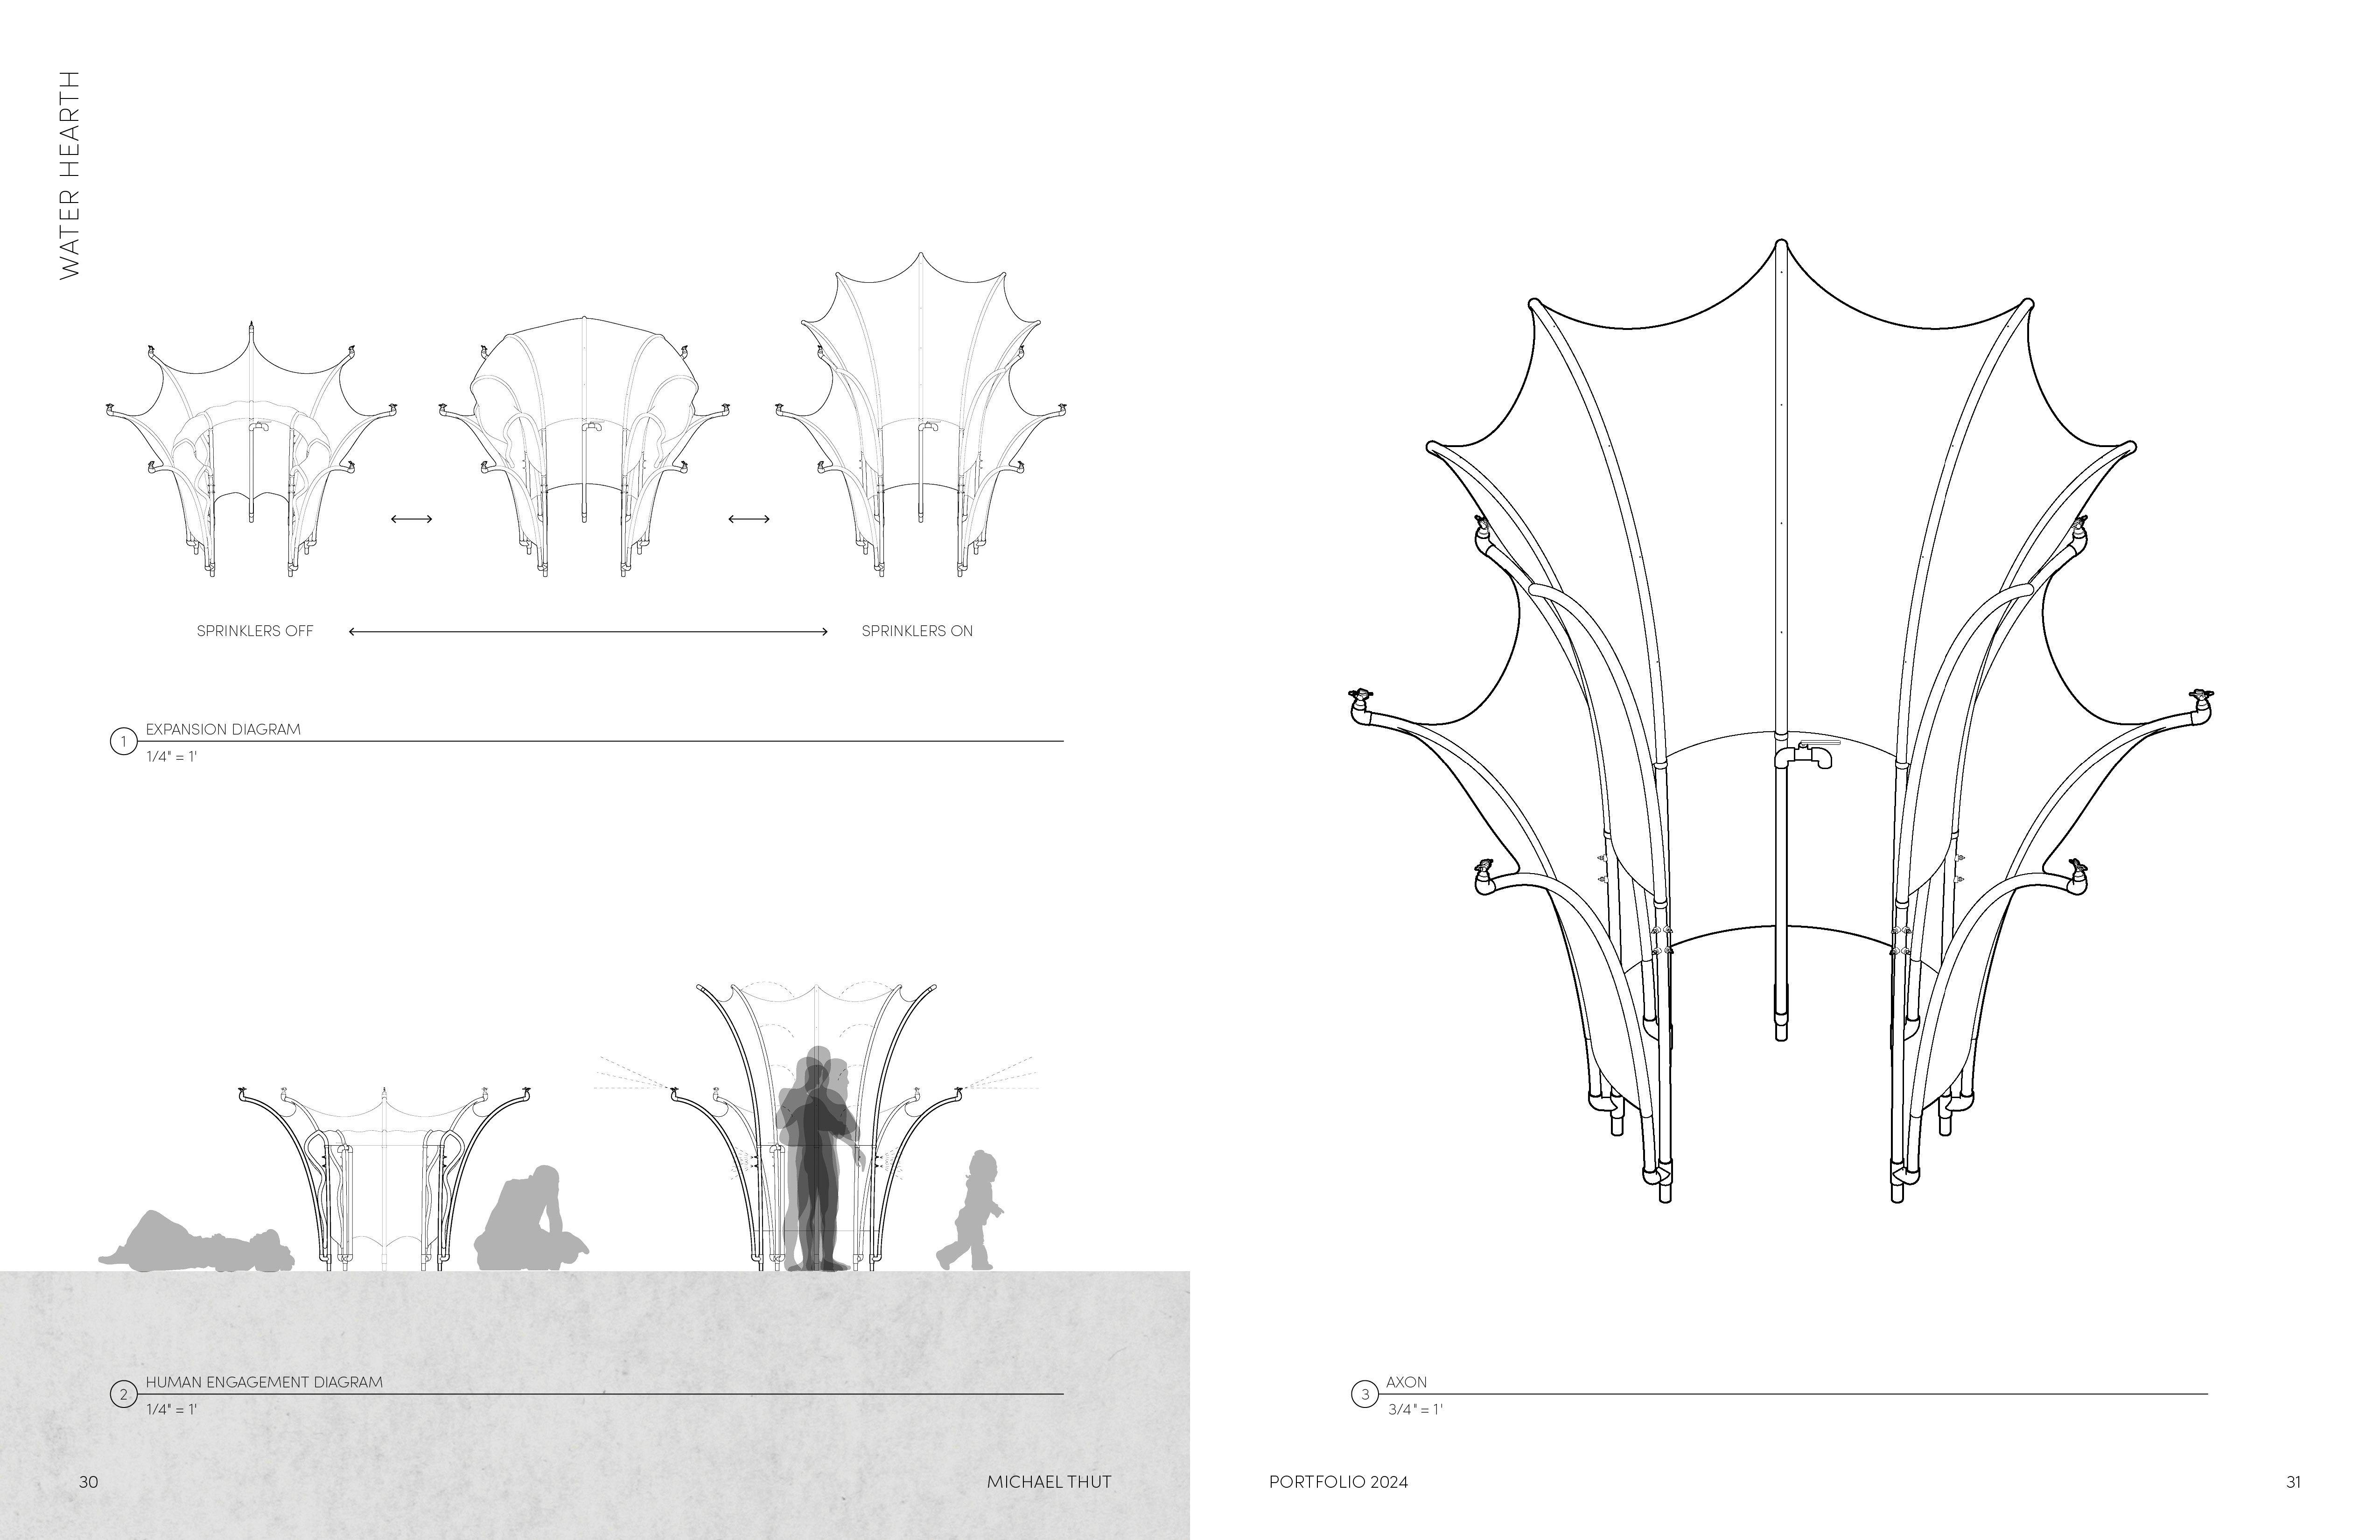 WATER HEARTH
SPRINKLERS OFF
SPRINKLERS ON
1
EXPANSION DIAGRAM
1/4" = 1'
2
HUMAN ENGAGEMENT DIAGRAM
1/4" = 1'
30
MICHAEL THUT
3
AXON
3/4" = 1'
PORTFOLIO 2024
31